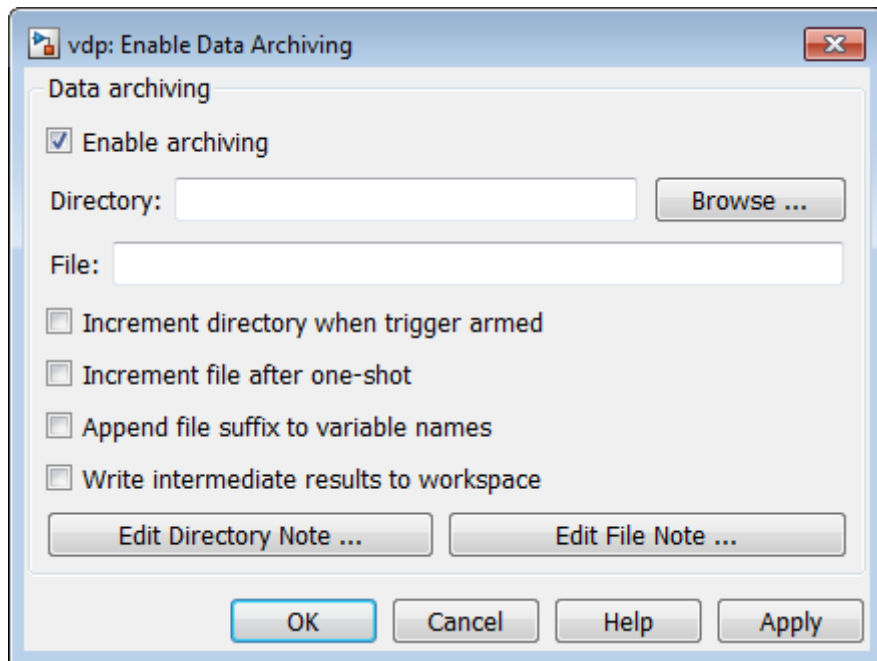 vdp: Enable Data Archiving
Data archiving
Enable archiving
Directory: Browse ...
File:
Increment directory when trigger armed
Increment file after one-shot
Append file suffix to variable names
Write intermediate results to workspace
Edit Directory Note ... Edit File Note ...
OK Cancel Help Apply